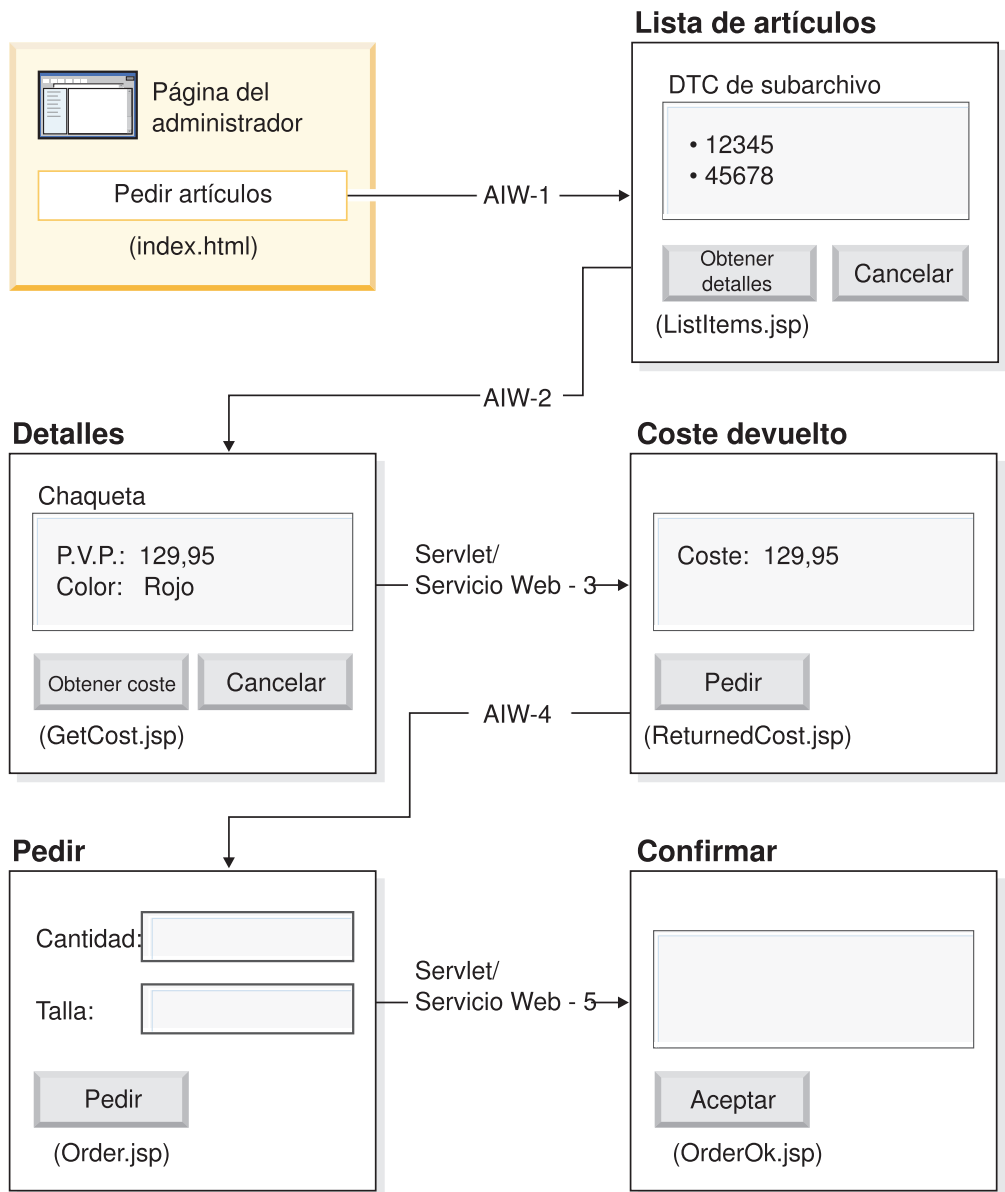 Página del
administrador
Pedir artículos
(index.html)
AIW-1
Lista de artículos
DTC de subarchivo
• 12345
• 45678
Obtener
detalles
Cancelar
(ListItems.jsp)
AIW-2
Detalles
Chaqueta
P.V.P.: 129,95
Color: Rojo
Obtener coste
Cancelar
(GetCost.jsp)
Servlet/
Servicio Web - 3
Coste devuelto
Coste: 129,95
Pedir
(ReturnedCost.jsp)
AIW-4
Pedir
Cantidad:
Talla:
Pedir
(Order.jsp)
Servlet/
Servicio Web - 5
Confirmar
Aceptar
(OrderOk.jsp)